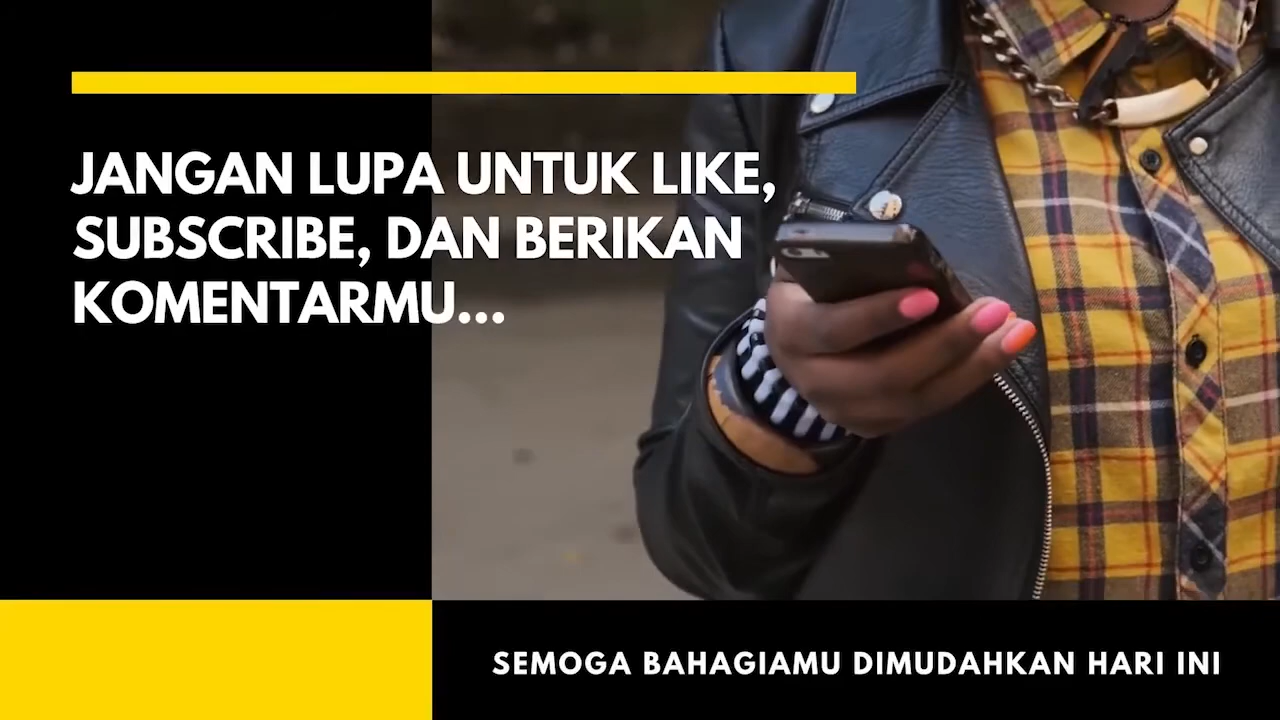 JANGAN LUPA UNTUK LIKE,
SUBSCRIBE, DAN BERIKAN
KOMENTARMU...
SEMOGA BAHAGIAMU DIMUDAHKAN HARI INI